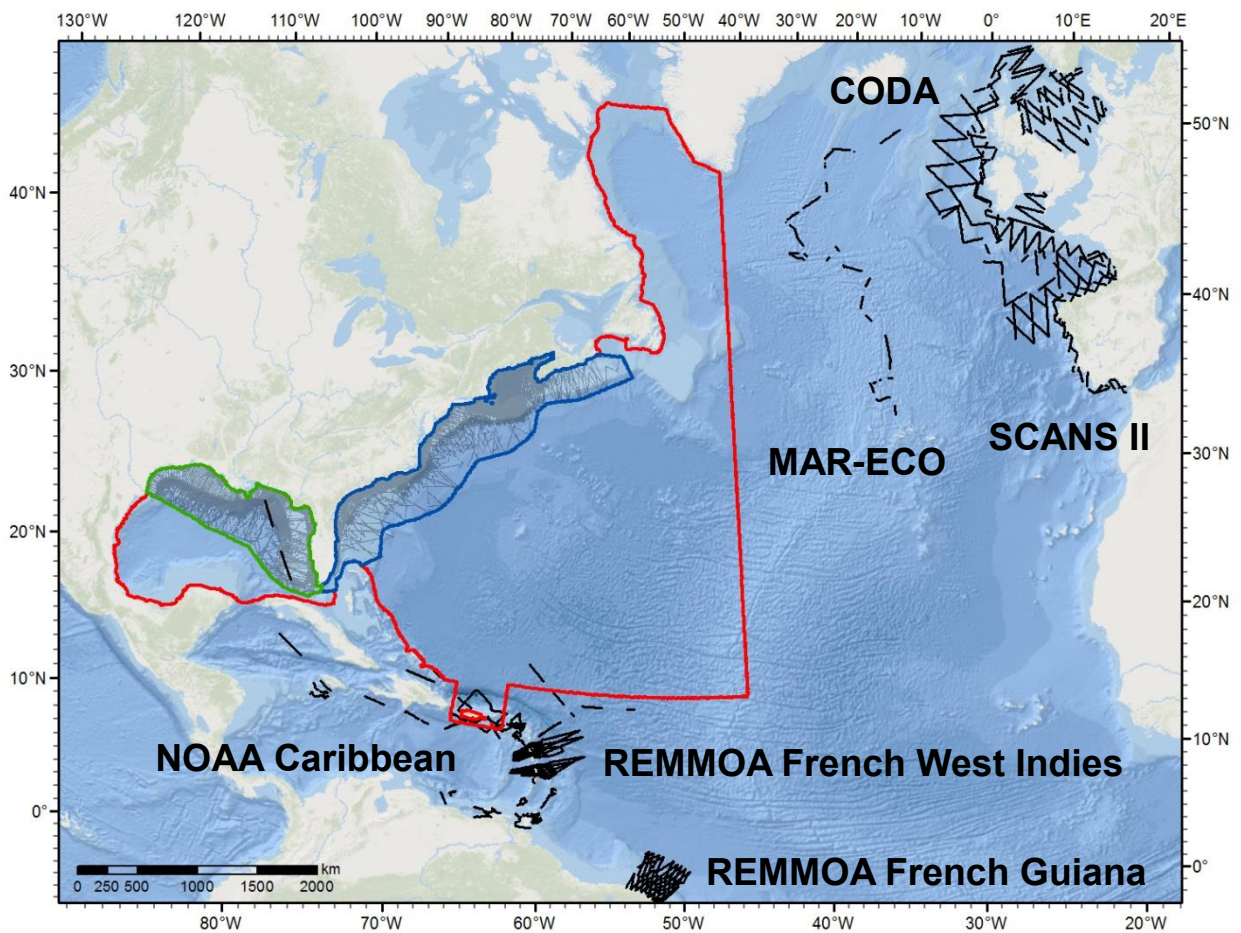 130°W 120°W 110°W 100°W 90°W 80°W 70°W 60°W 50°W 40°W 30°W 20°W 10°W 0° 10°E 20°E
CODA
50°N
40°N
40°N
30°N
SCANS II
MAR-ECO
30°N
20°N
20°N
10°N
10°N
NOAA Caribbean
REMMOA French West Indies
0°
km
0 250 500 1000 1500 2000
REMMOA French Guiana
0°
80°W 70°W 60°W 50°W 40°W 30°W 20°W